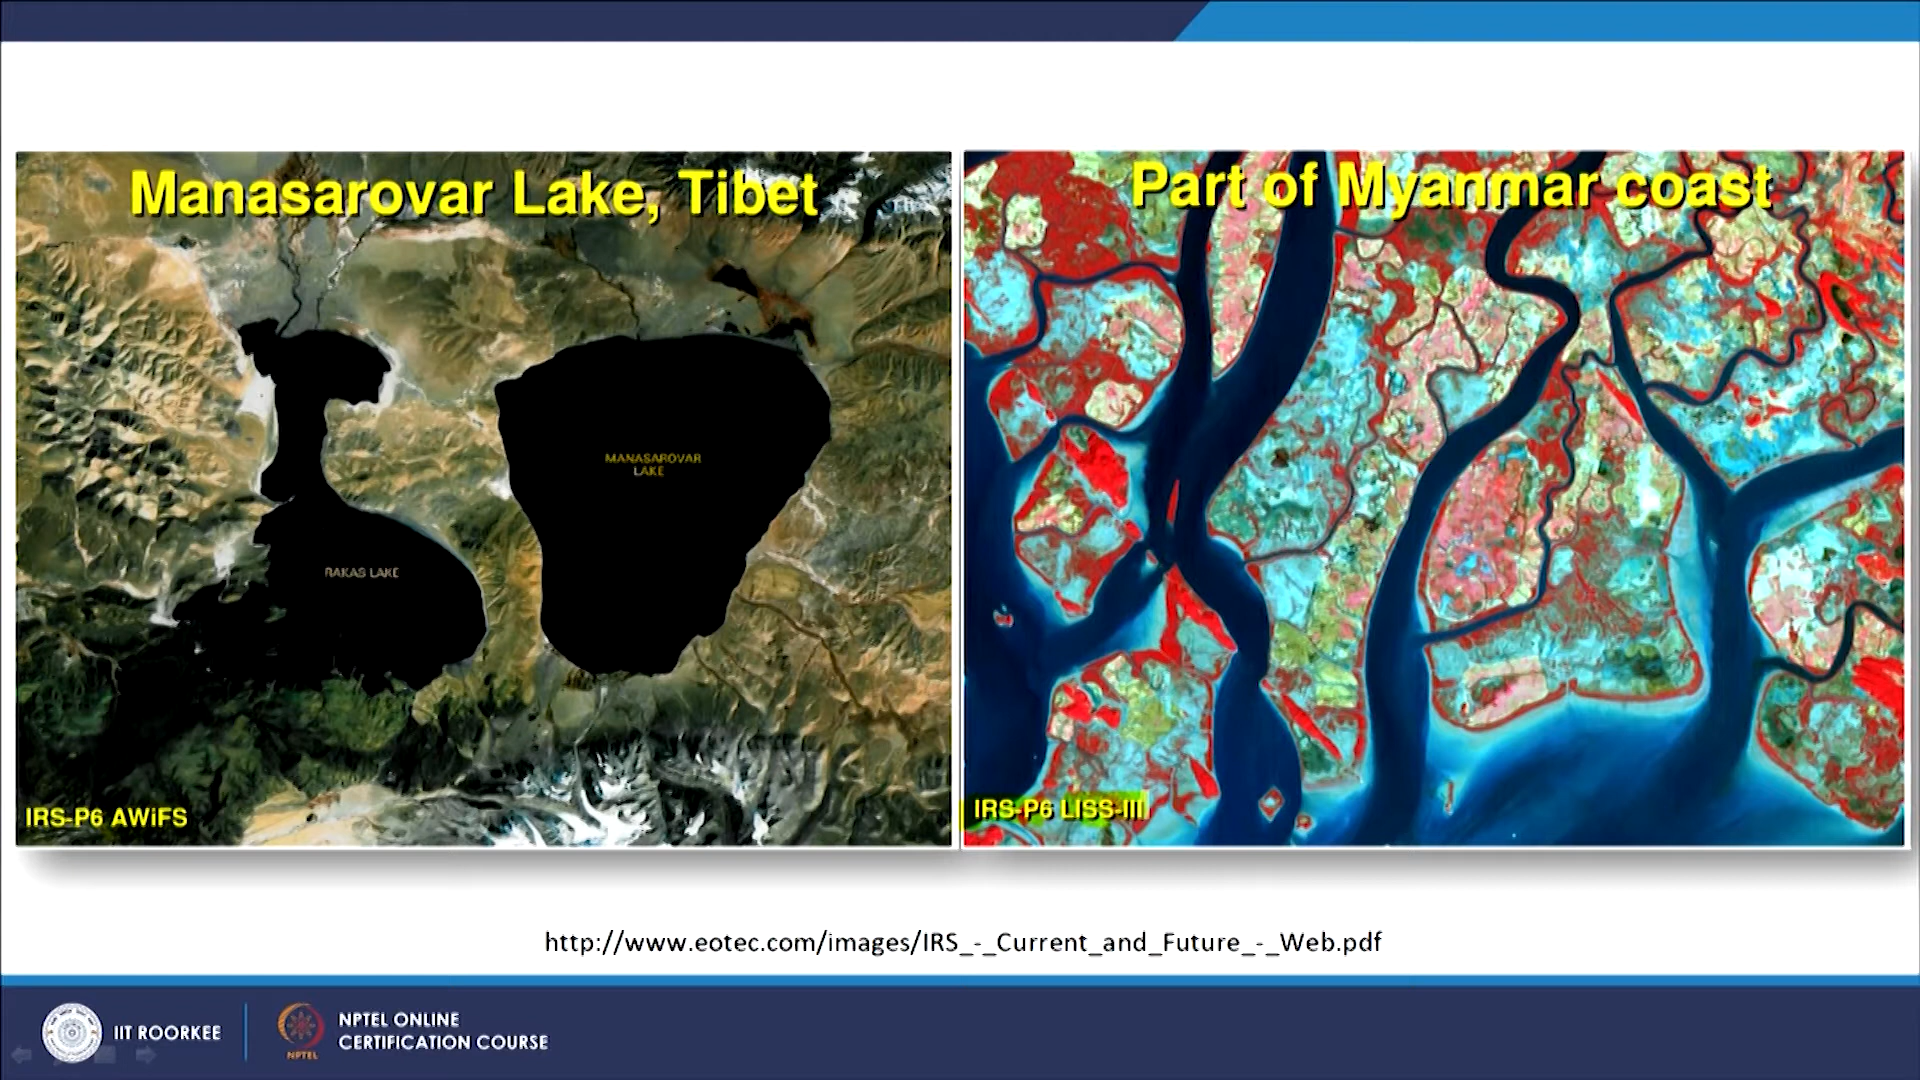 Manasarovar Lake, Tibet
MANASAROVAR
LAKE
RAKAS LAKE
IRS-P6 AWiFS
Part of Myanmar coast
IRS-P6 LISS-III
http://www.eotec.com/images/IRS_-_Current_and_Future_-_Web.pdf
IIT ROORKEE
NPTEL
NPTEL ONLINE
CERTIFICATION COURSE